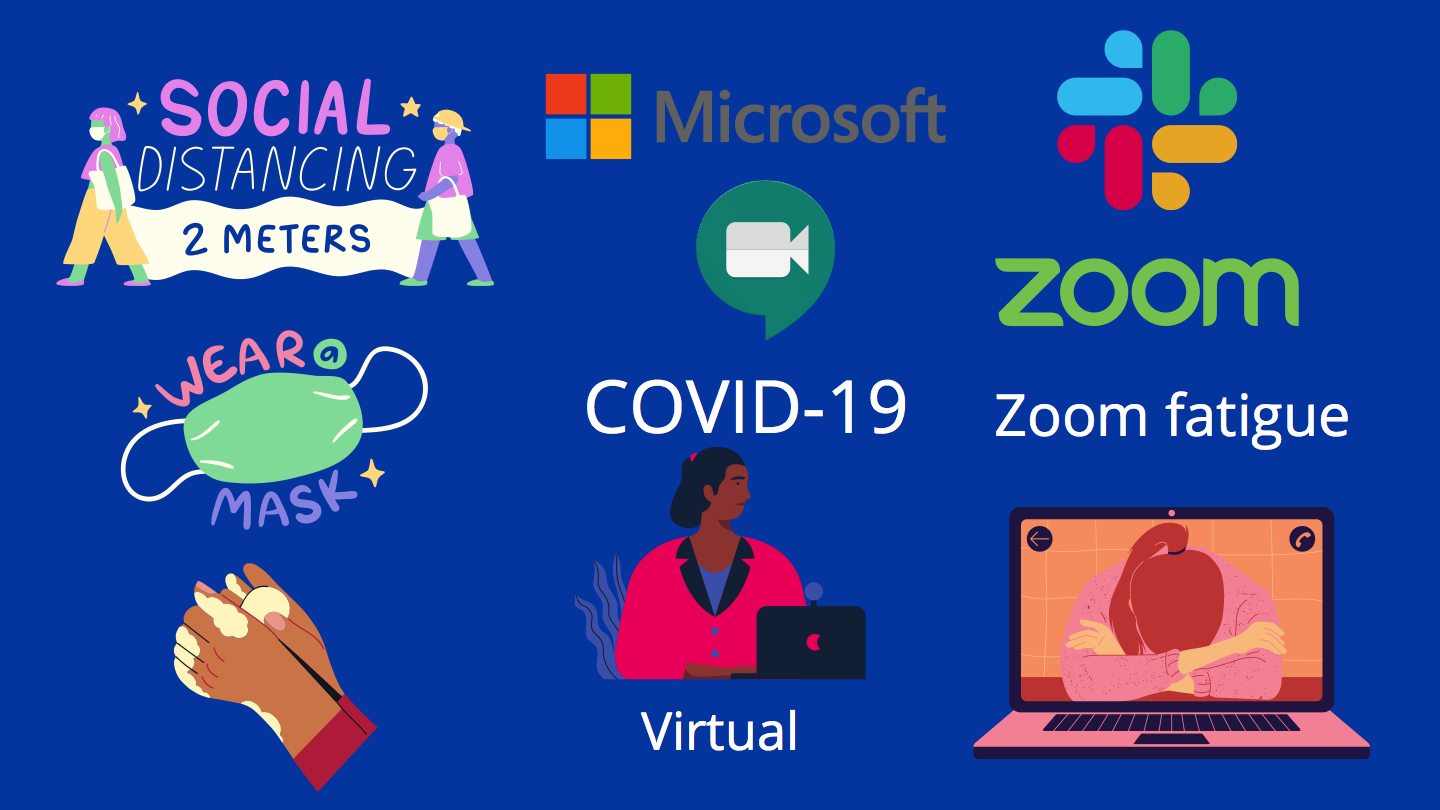 SOCIAL
DISTANCING
2 METERS
WEAR a
MASK
Microsoft
COVID-19
Virtual
zoom
Zoom fatigue